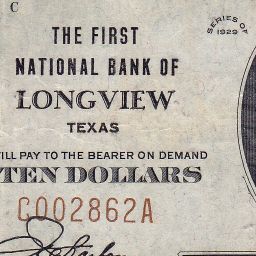 C
SERIES OF
1929
THE FIRST
NATIONAL BANK OF
LONGVIEW
TEXAS
ILL PAY TO THE BEARER ON DEMAND
TEN DOLLARS
C002862A